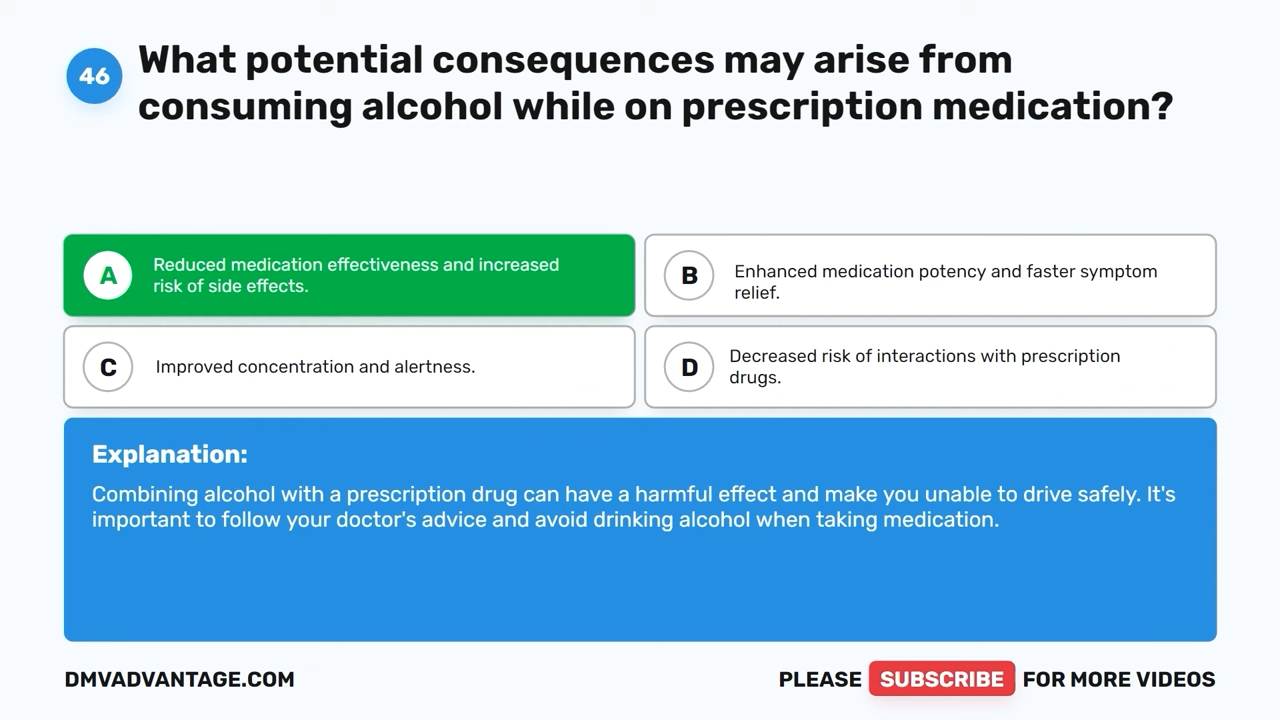 46
What potential consequences may arise from
consuming alcohol while on prescription medication?
A
Reduced medication effectiveness and increased
risk of side effects.
B
Enhanced medication potency and faster symptom
relief.
C
Improved concentration and alertness.
D
Decreased risk of interactions with prescription
drugs.
Explanation:
Combining alcohol with a prescription drug can have a harmful effect and make you unable to drive safely. It's
important to follow your doctor's advice and avoid drinking alcohol when taking medication.
DMVADVANTAGE.COM
PLEASE SUBSCRIBE FOR MORE VIDEOS